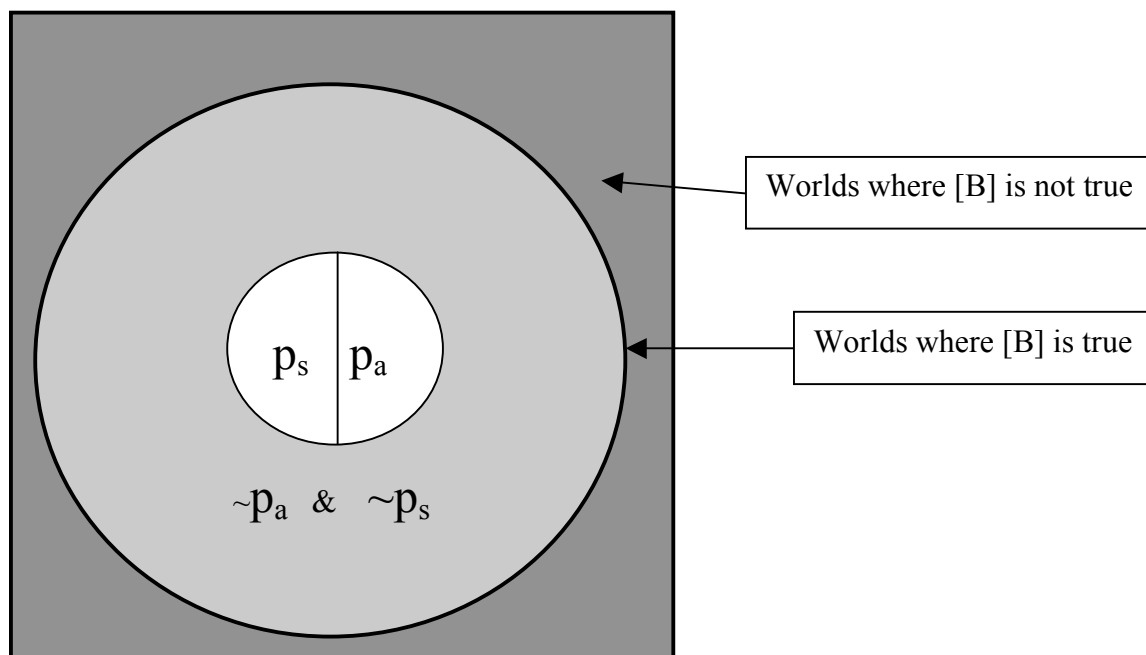 Worlds where [B] is not true
Worlds where [B] is true
pₛ pₐ
~pₐ & ~pₛ